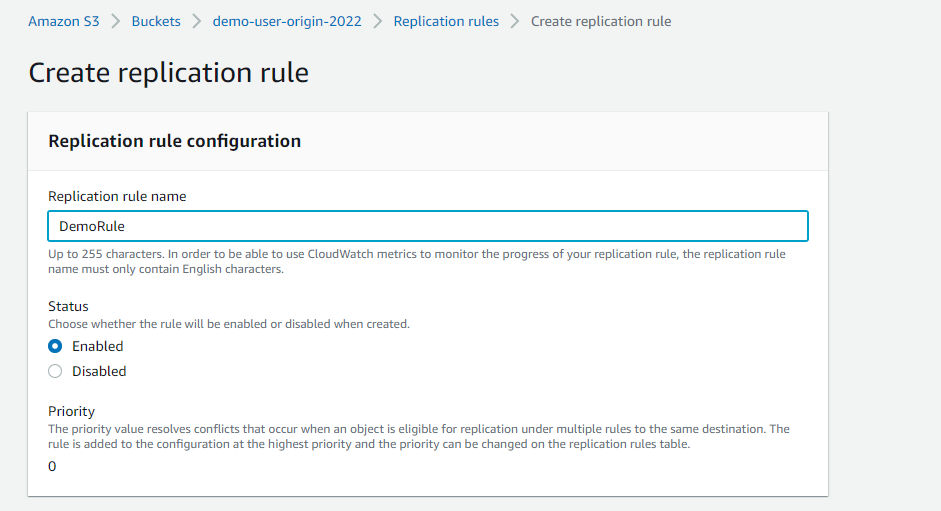 Amazon S3 > Buckets > demo-user-origin-2022 > Replication rules > Create replication rule
Create replication rule
Replication rule configuration
Replication rule name
DemoRule
Up to 255 characters. In order to be able to use CloudWatch metrics to monitor the progress of your replication rule, the replication rule
name must only contain English characters.
Status
Choose whether the rule will be enabled or disabled when created.
Enabled
Disabled
Priority
The priority value resolves conflicts that occur when an object is eligible for replication under multiple rules to the same destination. The
rule is added to the configuration at the highest priority and the priority can be changed on the replication rules table.
0